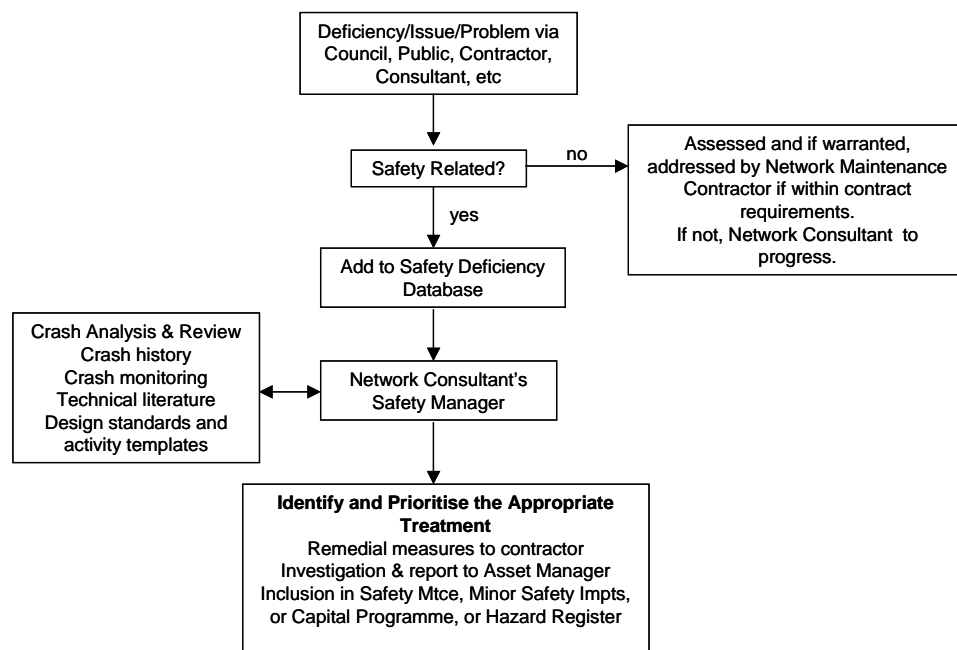 Deficiency/Issue/Problem via
Council, Public, Contractor,
Consultant, etc
Safety Related?
no
Assessed and if warranted,
addressed by Network Maintenance
Contractor if within contract
requirements.
If not, Network Consultant to
progress.
yes
Add to Safety Deficiency
Database
Crash Analysis & Review
Crash history
Crash monitoring
Technical literature
Design standards and
activity templates
Network Consultant's
Safety Manager
Identify and Prioritise the Appropriate
Treatment
Remedial measures to contractor
Investigation & report to Asset Manager
Inclusion in Safety Mtce, Minor Safety Impts,
or Capital Programme, or Hazard Register